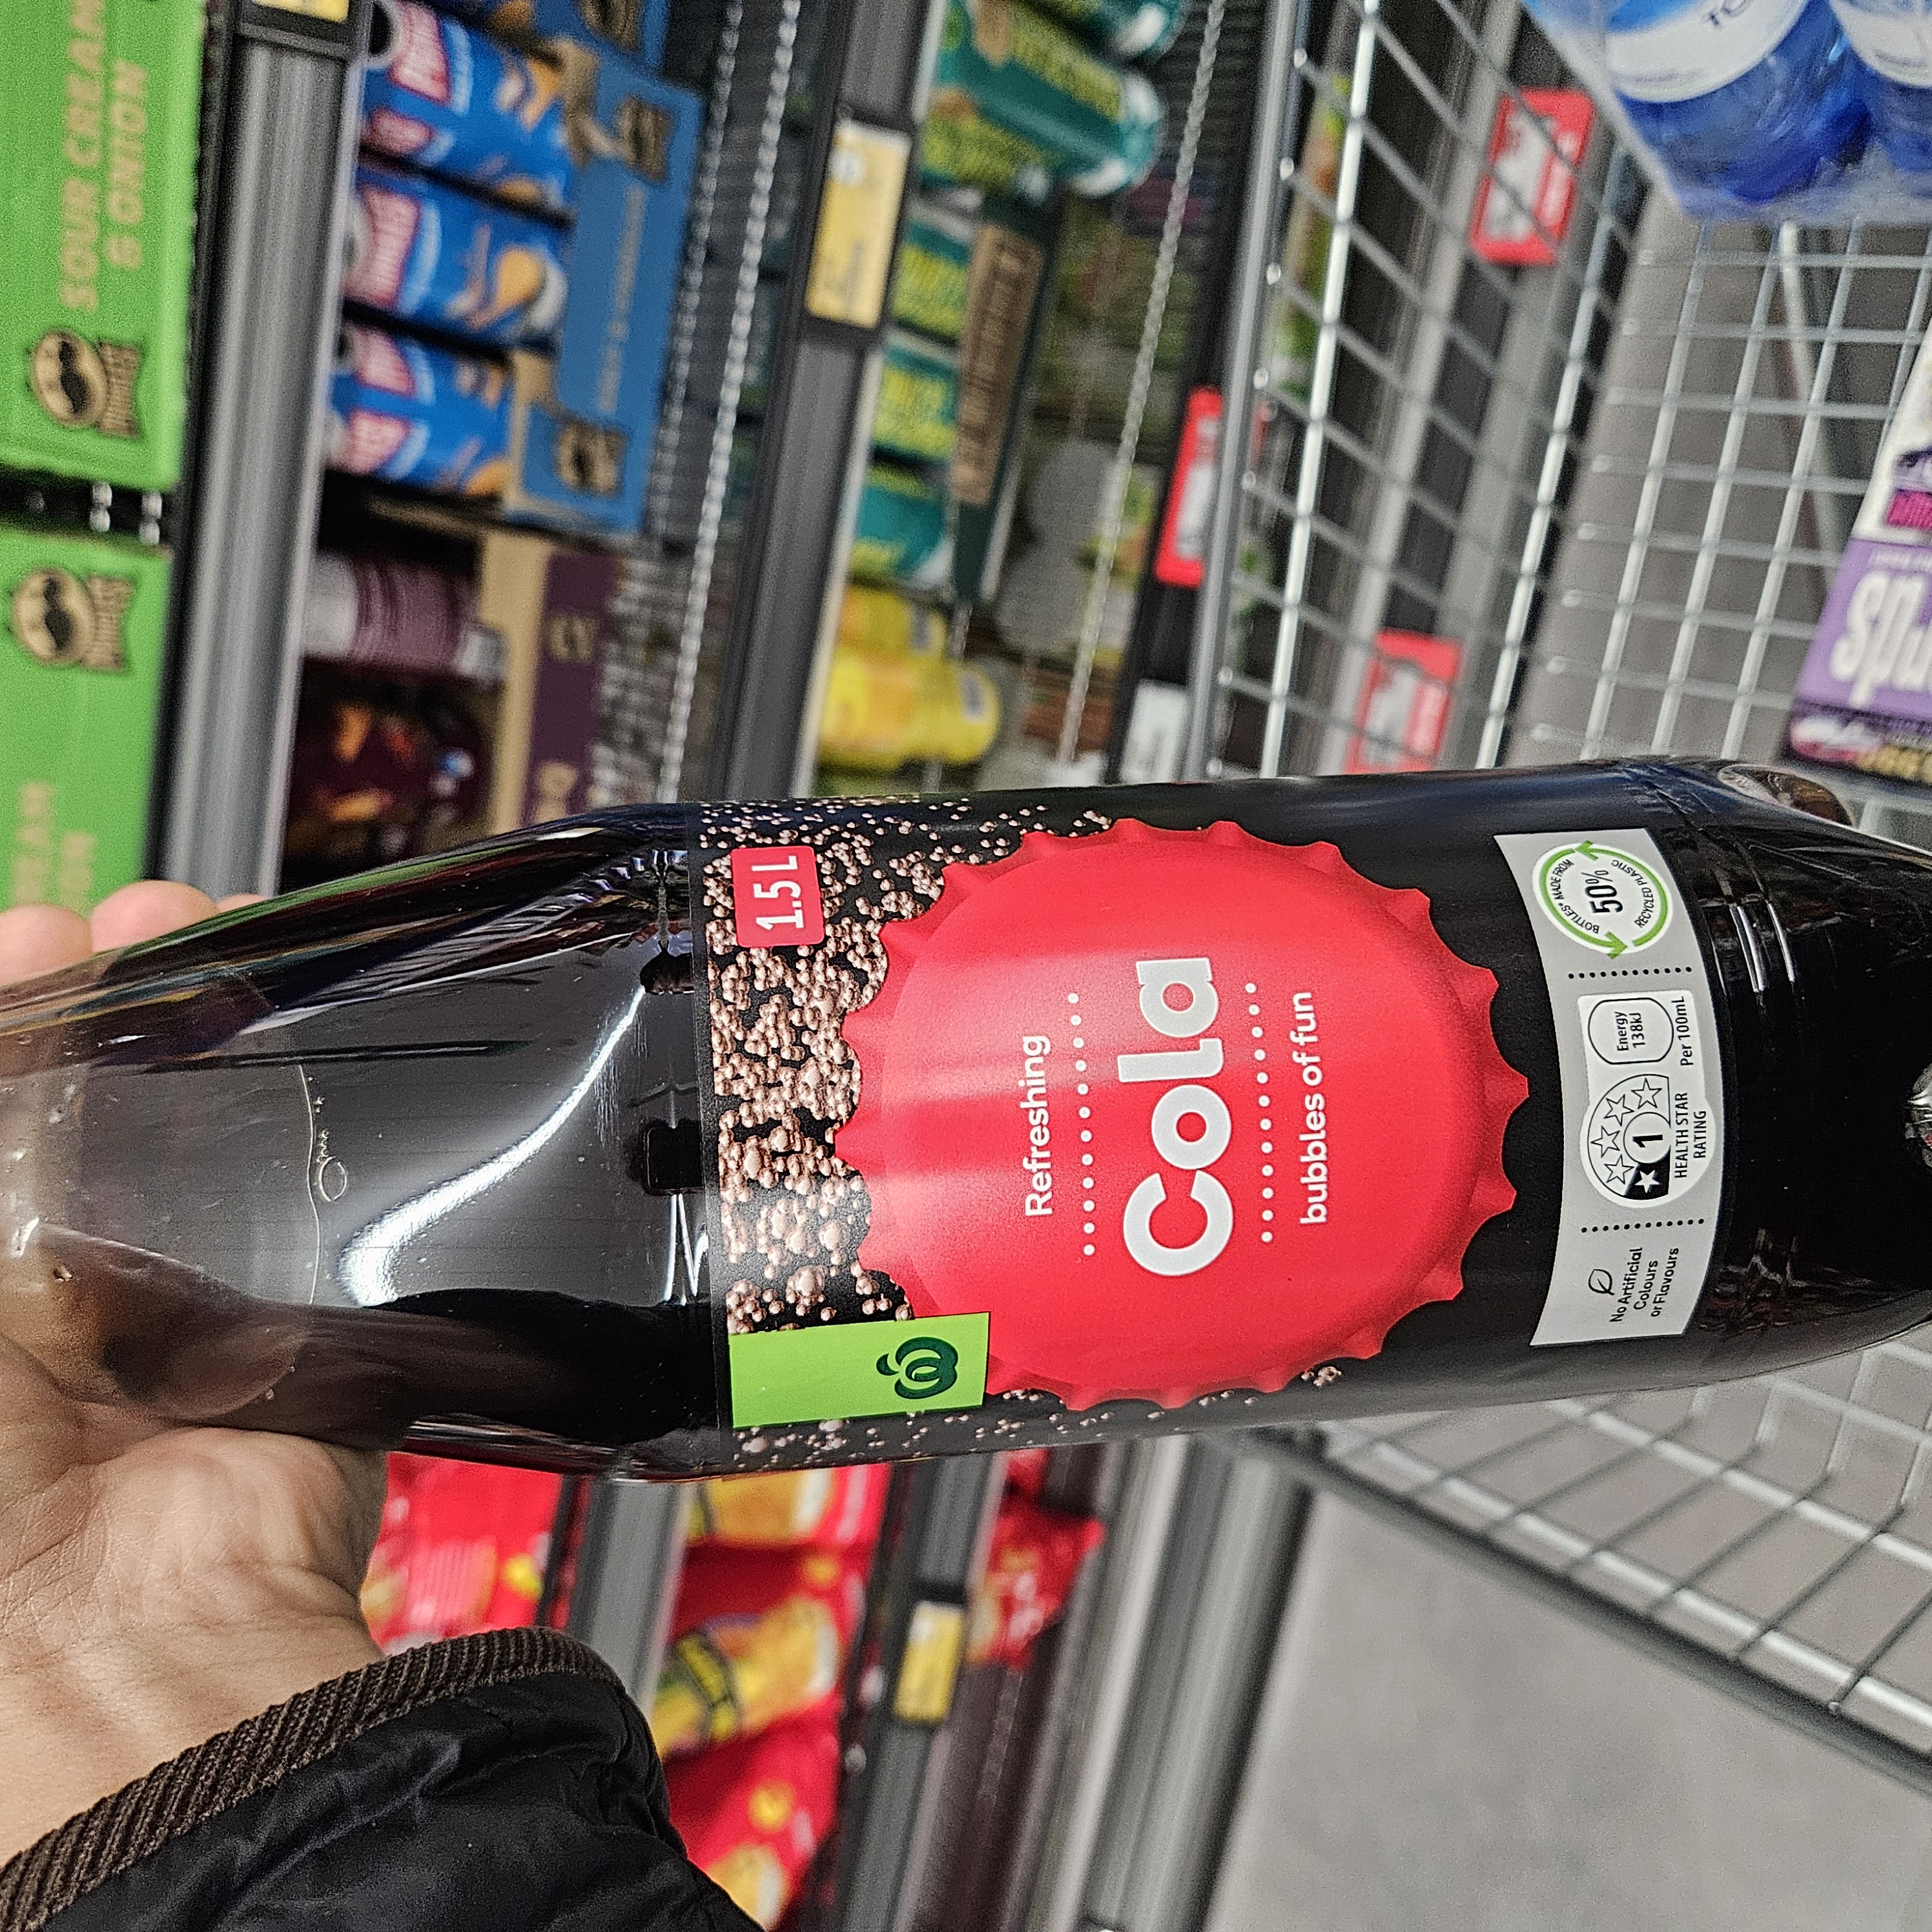 1.5 L
Refreshing
Cola
bubbles of fun
No Artificial
Colours
or Flavours
1
HEALTH STAR
RATING
Energy
138kJ
Per 100mL
BOTTLES* MADE FROM
50%
RECYCLED PLASTIC
SOUR CREAM
& ONION